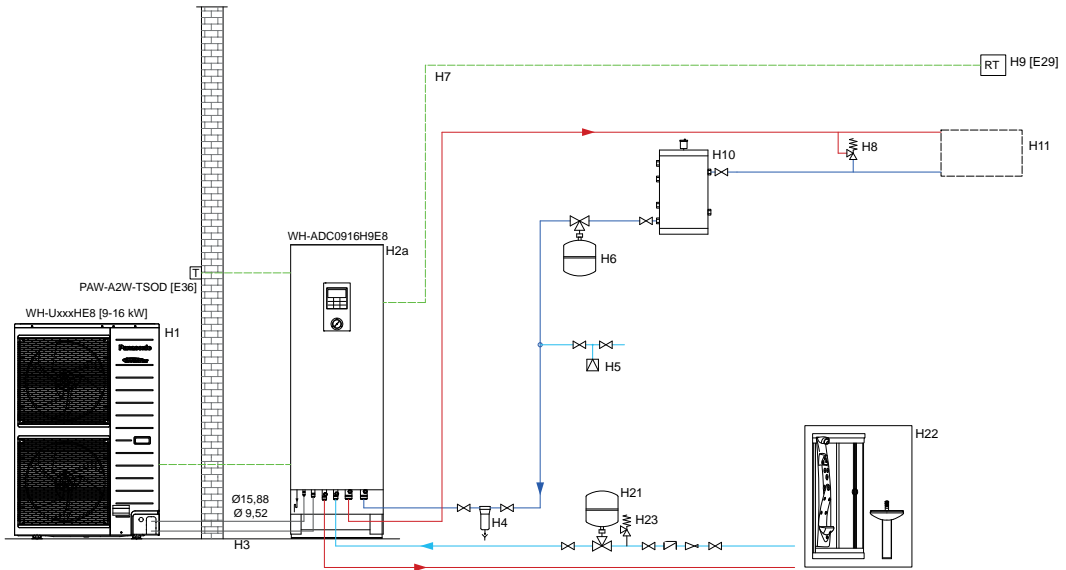 RT
H9 [E29]
H7
H8
H10
H11
WH-ADC0916H9E8
H2a
T
PAW-A2W-TSOD [E36]
H6
WH-UxxxHE8 [9-16 kW]
H1
Panasonic
H5
H22
Ø15,88
Ø 9,52
H21
H23
H4
H3